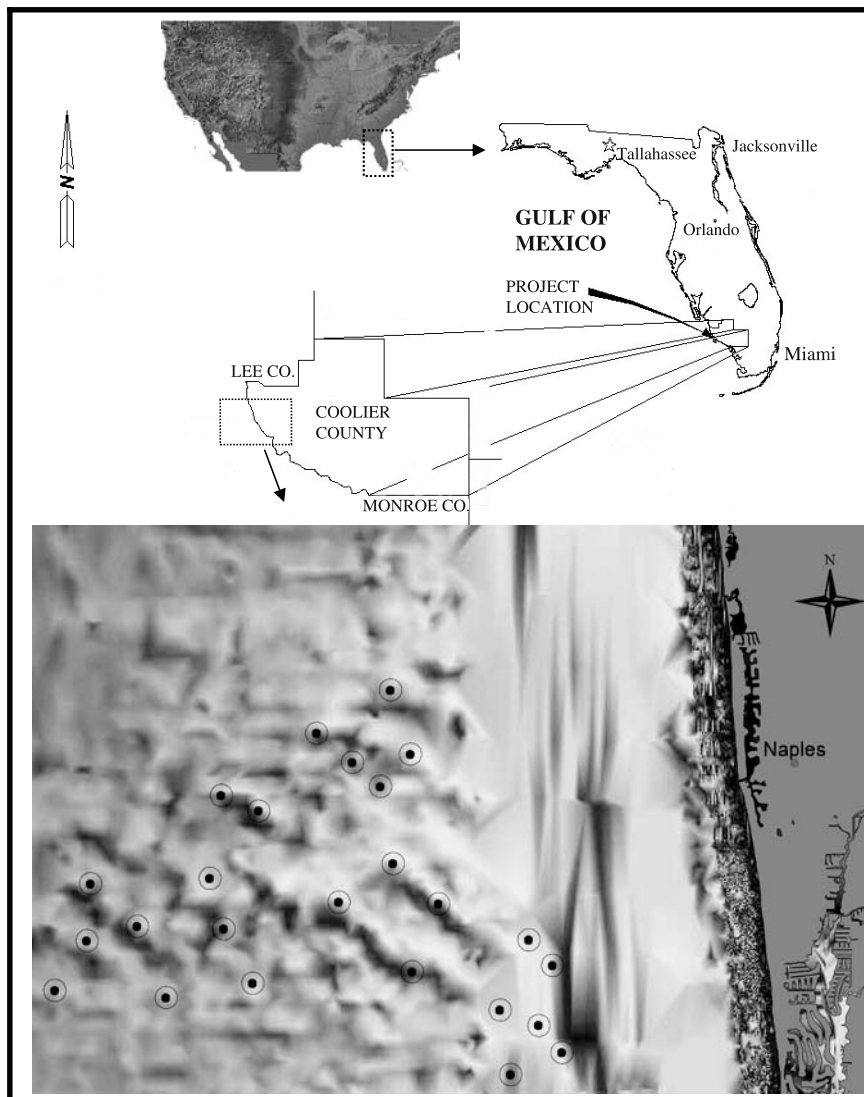 N
Tallahassee
Jacksonville
GULF OF
MEXICO
Orlando
PROJECT
LOCATION
Miami
LEE CO.
COOLIER
COUNTY
MONROE CO.
N
Naples